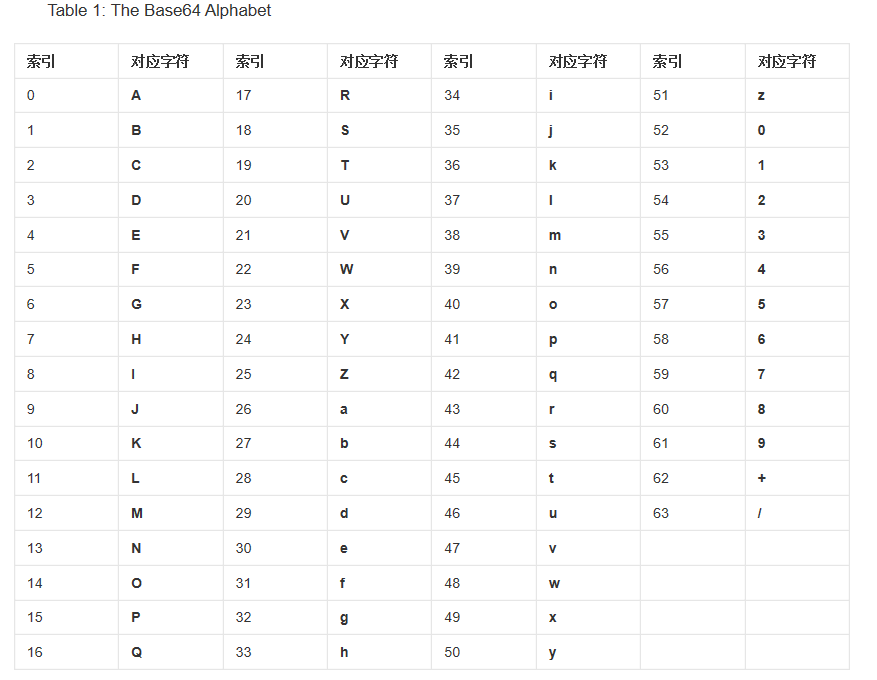 Table 1: The Base64 Alphabet
索引 对应字符 索引 对应字符 索引 对应字符 索引 对应字符
0 A 17 R 34 i 51 z
1 B 18 S 35 j 52 0
2 C 19 T 36 k 53 1
3 D 20 U 37 l 54 2
4 E 21 V 38 m 55 3
5 F 22 W 39 n 56 4
6 G 23 X 40 o 57 5
7 H 24 Y 41 p 58 6
8 I 25 Z 42 q 59 7
9 J 26 a 43 r 60 8
10 K 27 b 44 s 61 9
11 L 28 c 45 t 62 +
12 M 29 d 46 u 63 /
13 N 30 e 47 v
14 O 31 f 48 w
15 P 32 g 49 x
16 Q 33 h 50 y